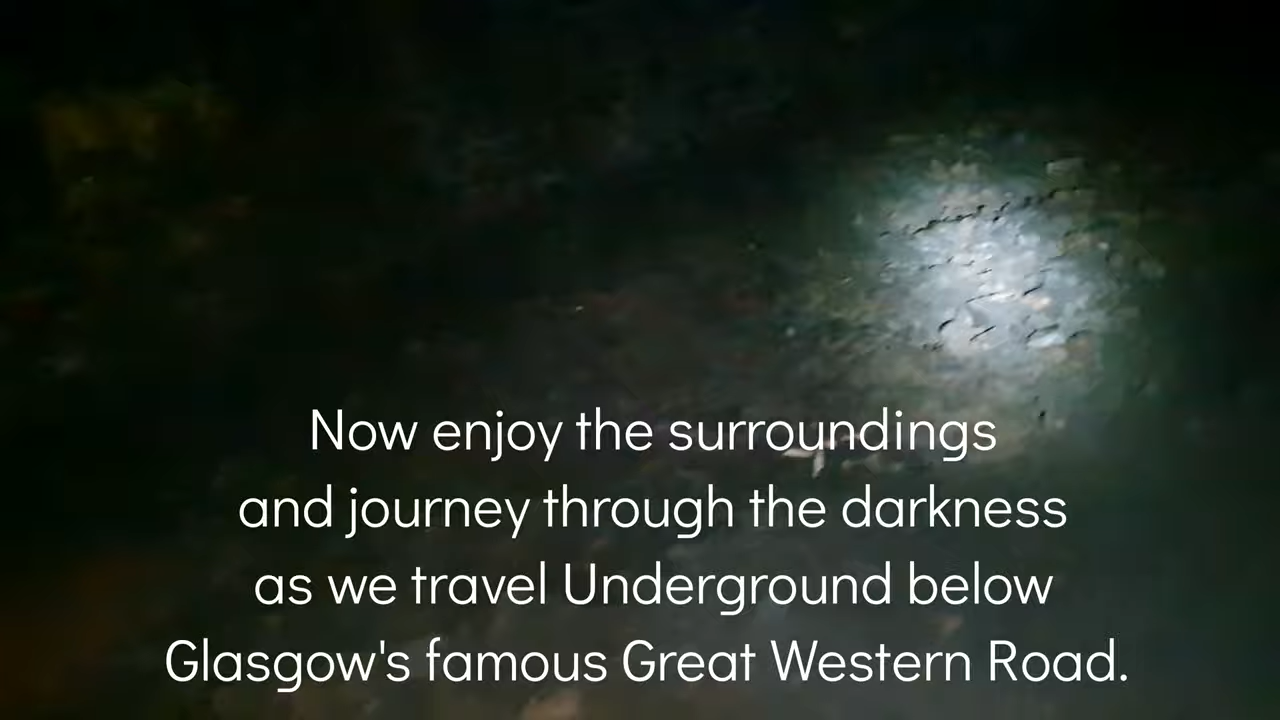 Now enjoy the surroundings
and journey through the darkness
as we travel Underground below
Glasgow's famous Great Western Road.